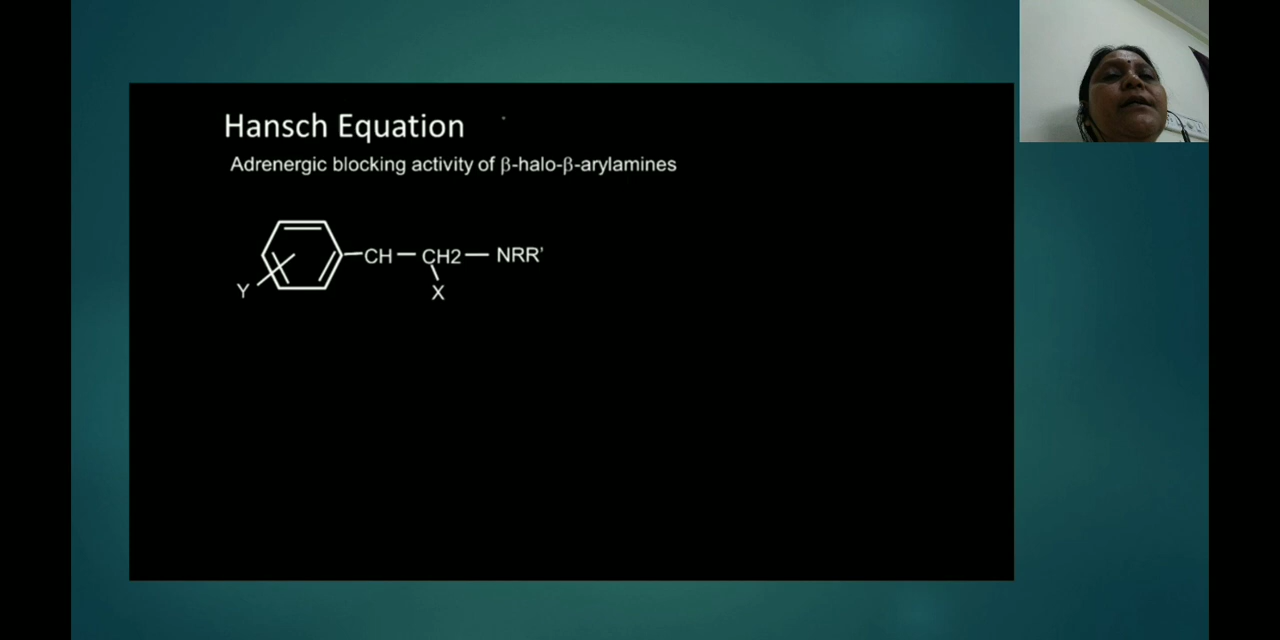 Hansch Equation
Adrenergic blocking activity of β-halo-β-arylamines
CH — CH2 — NRR'
Y
X